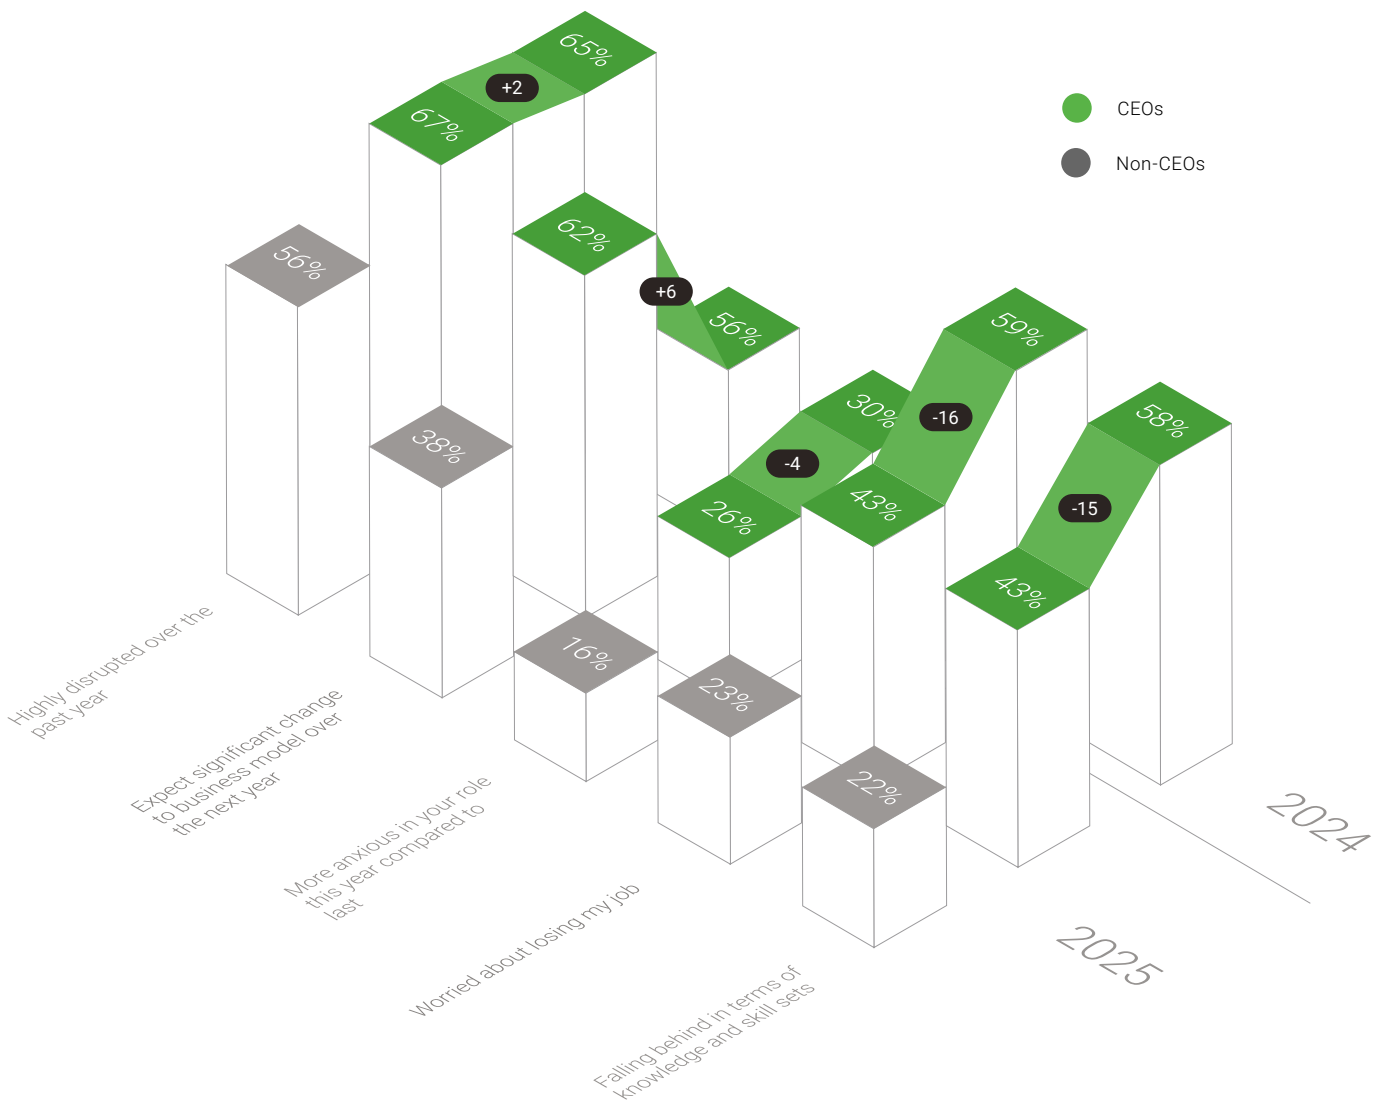 65%
+2
67%
CEOs
Non-CEOs
62%
56%
+6
56%
59%
30%
-16
58%
38%
-4
26%
43%
-15
43%
16%
23%
22%
Highly disrupted over the
past year
Expect significant change
to business model over
the next year
More anxious in your role
this year compared to
last
Worried about losing my job
Falling behind in terms of
knowledge and skill sets
2024
2025